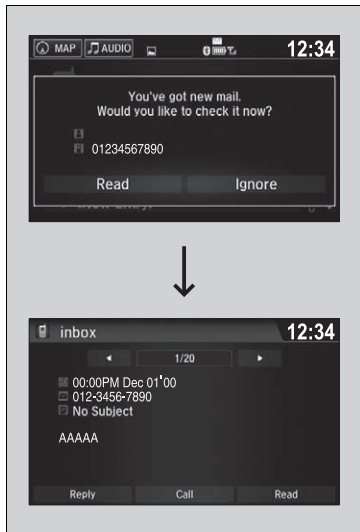 MAP AUDIO 12:34
You've got new mail.
Would you like to check it now?
01234567890
Read Ignore
inbox 12:34
1/20
00:00PM Dec 01'00
012-3456-7890
No Subject
AAAAA
Reply Call Read